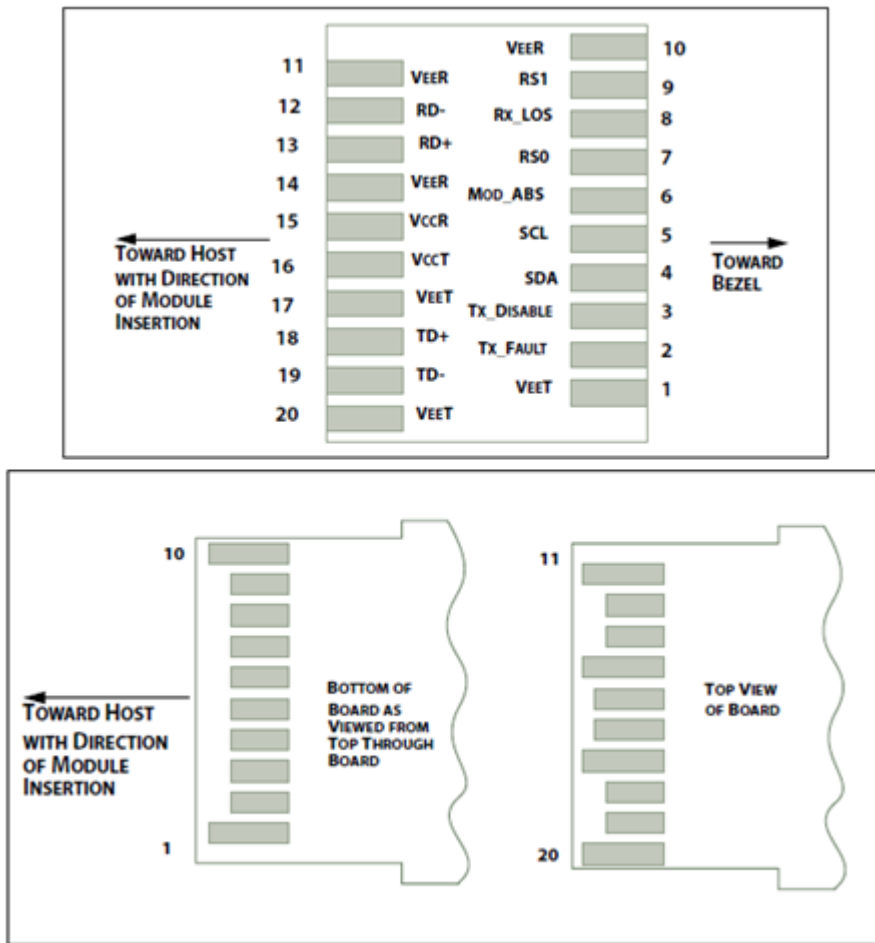 11 VEER
12 RD-
13 RD+
14 VEER
15 VCCR
16 VCCT
17 VEET
18 TD+
19 TD-
20 VEET
VEER 10
RS1 9
RX_LOS 8
RS0 7
MOD_ABS 6
SCL 5
SDA 4
TX_DISABLE 3
TX_FAULT 2
VEET 1
TOWARD HOST
WITH DIRECTION
OF MODULE
INSERTION
TOWARD
BEZEL
10
1
TOWARD HOST
WITH DIRECTION
OF MODULE
INSERTION
BOTTOM OF
BOARD AS
VIEWED FROM
TOP THROUGH
BOARD
11
20
TOP VIEW
OF BOARD